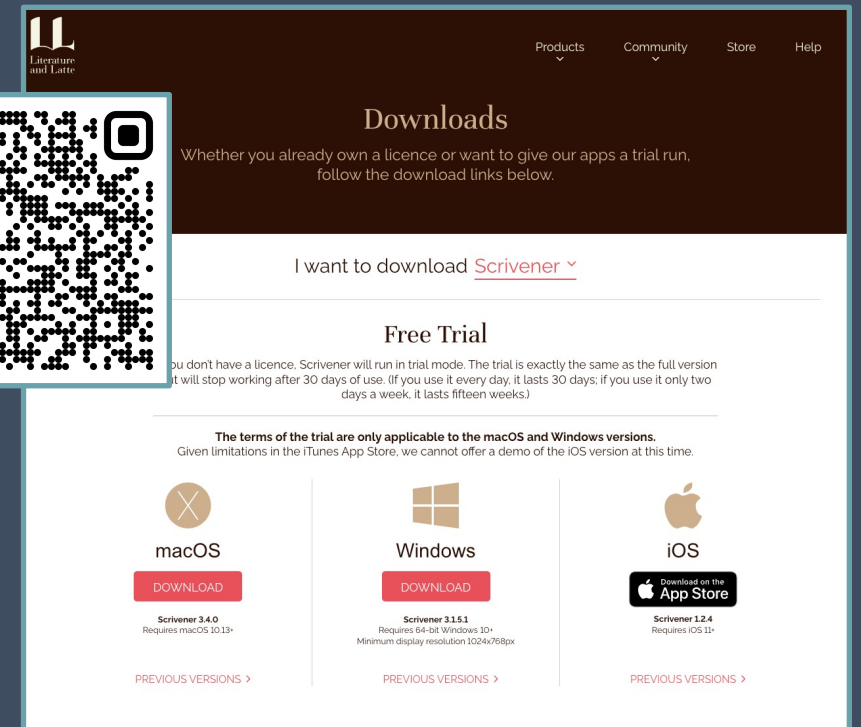 Literature
and Latte
Products
Community
Store
Help
Downloads
Whether you already own a licence or want to give our apps a trial run,
follow the download links below.
I want to download Scrivener
Free Trial
you don't have a licence, Scrivener will run in trial mode. The trial is exactly the same as the full version
will stop working after 30 days of use. (If you use it every day, it lasts 30 days; if you use it only two
days a week, it lasts fifteen weeks.)
The terms of the trial are only applicable to the macOS and Windows versions.
Given limitations in the iTunes App Store, we cannot offer a demo of the iOS version at this time.
macOS
DOWNLOAD
Scrivener 3.4.0
Requires macOS 10.13+
PREVIOUS VERSIONS >
Windows
DOWNLOAD
Scrivener 3.1.5.1
Requires 64-bit Windows 10+
Minimum display resolution 1024x768px
PREVIOUS VERSIONS >
iOS
Download on the
App Store
Scrivener 1.2.4
Requires iOS 11+
PREVIOUS VERSIONS >